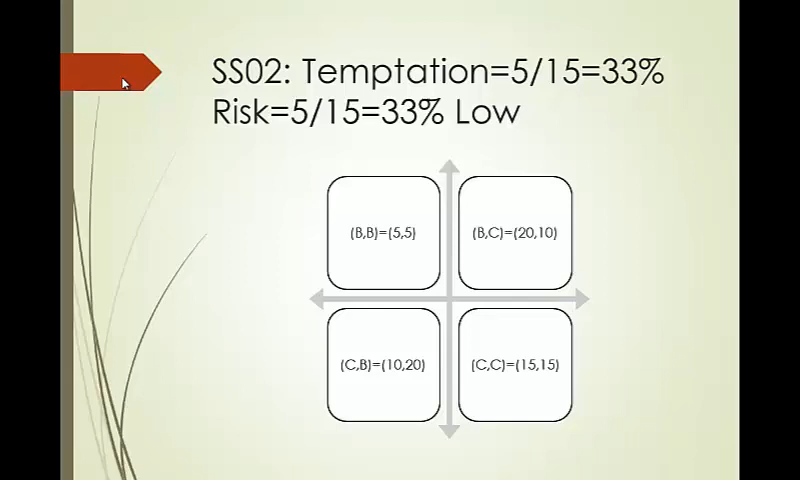 SS02: Temptation=5/15=33%
Risk=5/15=33% Low
(B,B)=(5,5)
(B,C)=(20,10)
(C,B)=(10,20)
(C,C)=(15,15)